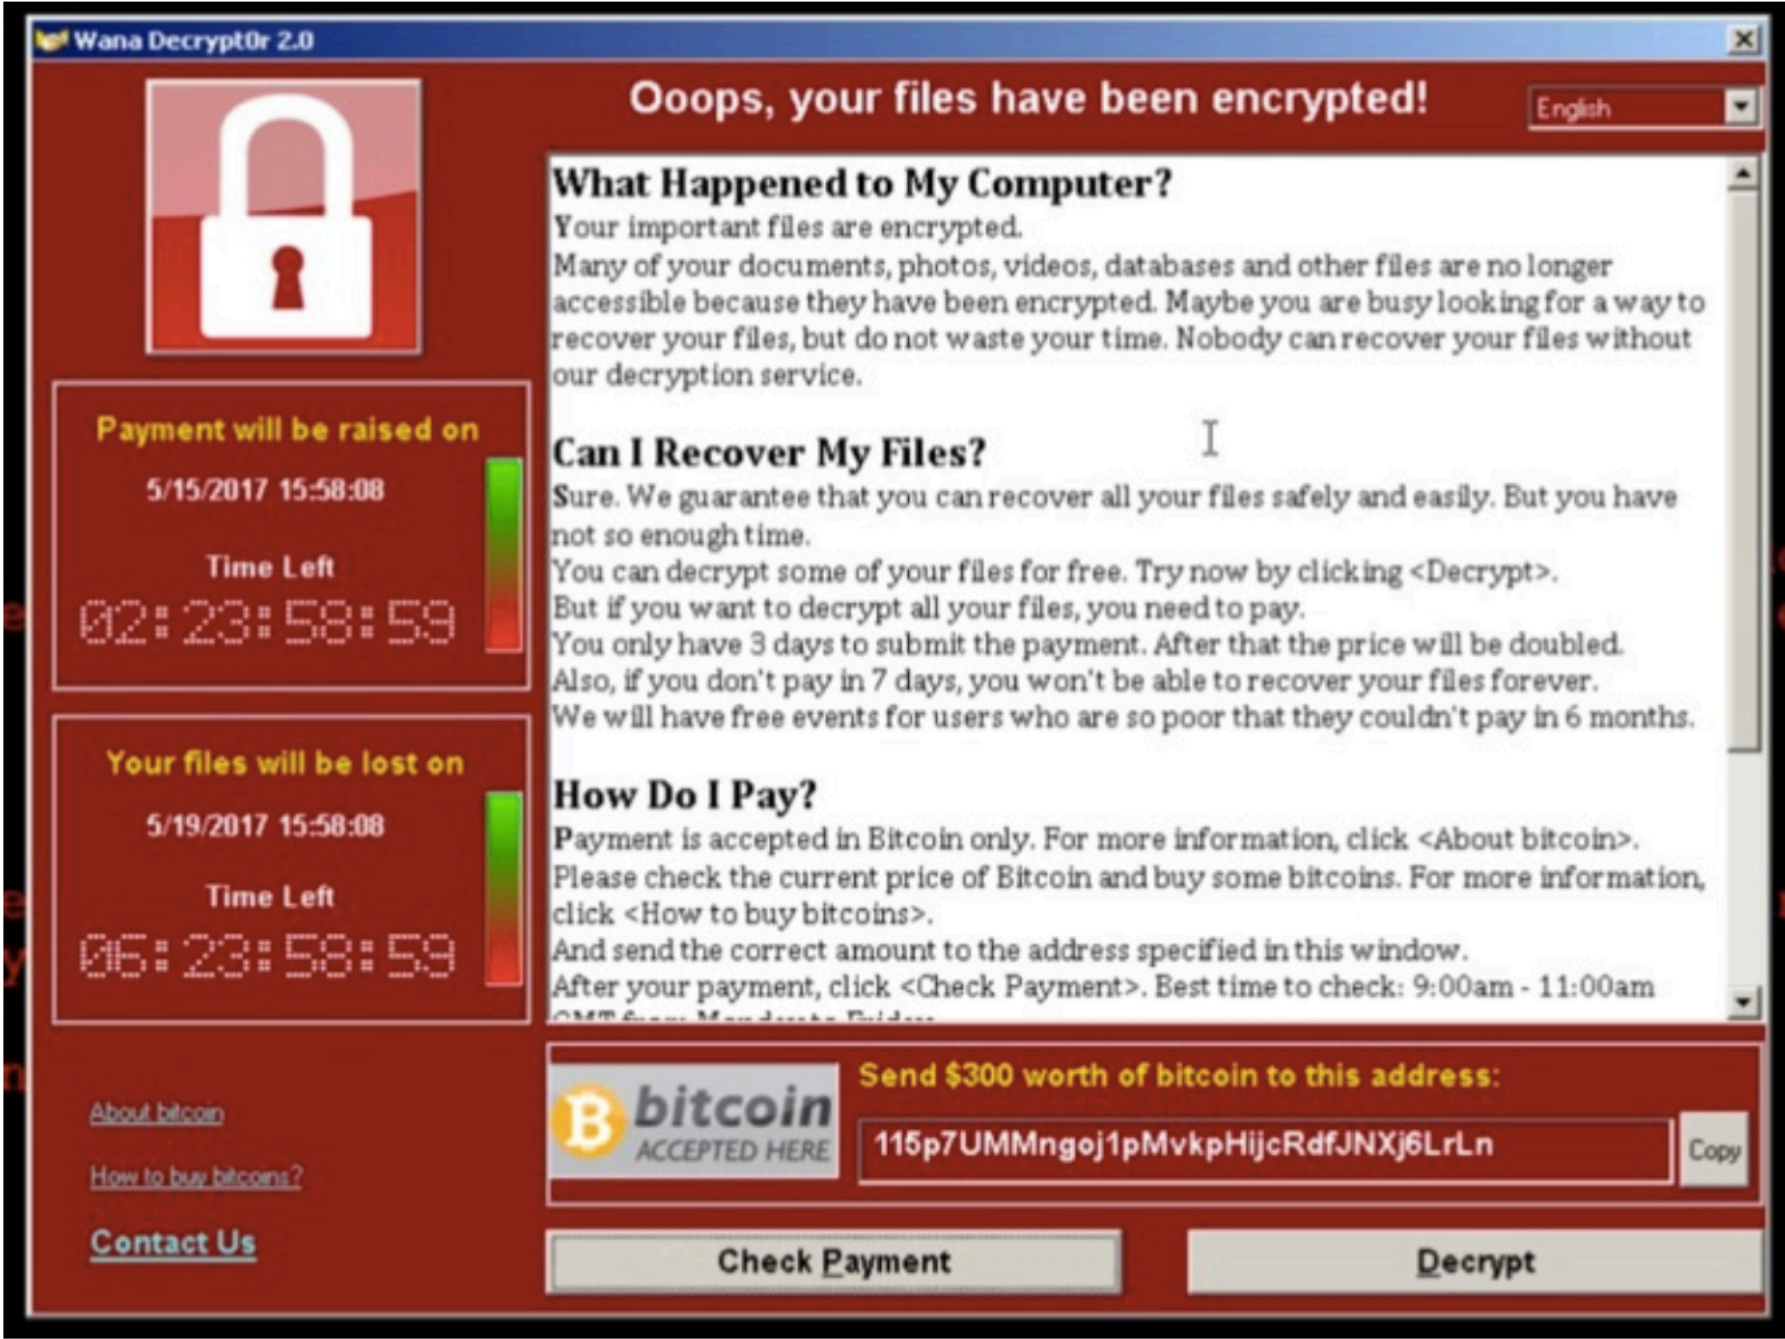 Wana Decrypt0r 2.0
Ooops, your files have been encrypted!
English
What Happened to My Computer?
Your important files are encrypted.
Many of your documents, photos, videos, databases and other files are no longer
accessible because they have been encrypted. Maybe you are busy looking for a way to
recover your files, but do not waste your time. Nobody can recover your files without
our decryption service.
Can I Recover My Files?
Sure. We guarantee that you can recover all your files safely and easily. But you have
not so enough time.
You can decrypt some of your files for free. Try now by clicking <Decrypt>.
But if you want to decrypt all your files, you need to pay.
You only have 3 days to submit the payment. After that the price will be doubled.
Also, if you don't pay in 7 days, you won't be able to recover your files forever.
We will have free events for users who are so poor that they couldn't pay in 6 months.
How Do I Pay?
Payment is accepted in Bitcoin only. For more information, click <About bitcoin>.
Please check the current price of Bitcoin and buy some bitcoins. For more information,
click <How to buy bitcoins>.
And send the correct amount to the address specified in this window.
After your payment, click <Check Payment>. Best time to check: 9:00am - 11:00am
GMT from Monday to Friday.
Payment will be raised on
5/15/2017 15:58:08
Time Left
02:23:58:59
Your files will be lost on
5/19/2017 15:58:08
Time Left
06:23:58:59
About bitcoin
How to buy bitcoins?
Contact Us
bitcoin
ACCEPTED HERE
Send $300 worth of bitcoin to this address:
115p7UMMngoj1pMvkpHijcRdfJNXj6LrLn
Copy
Check Payment
Decrypt